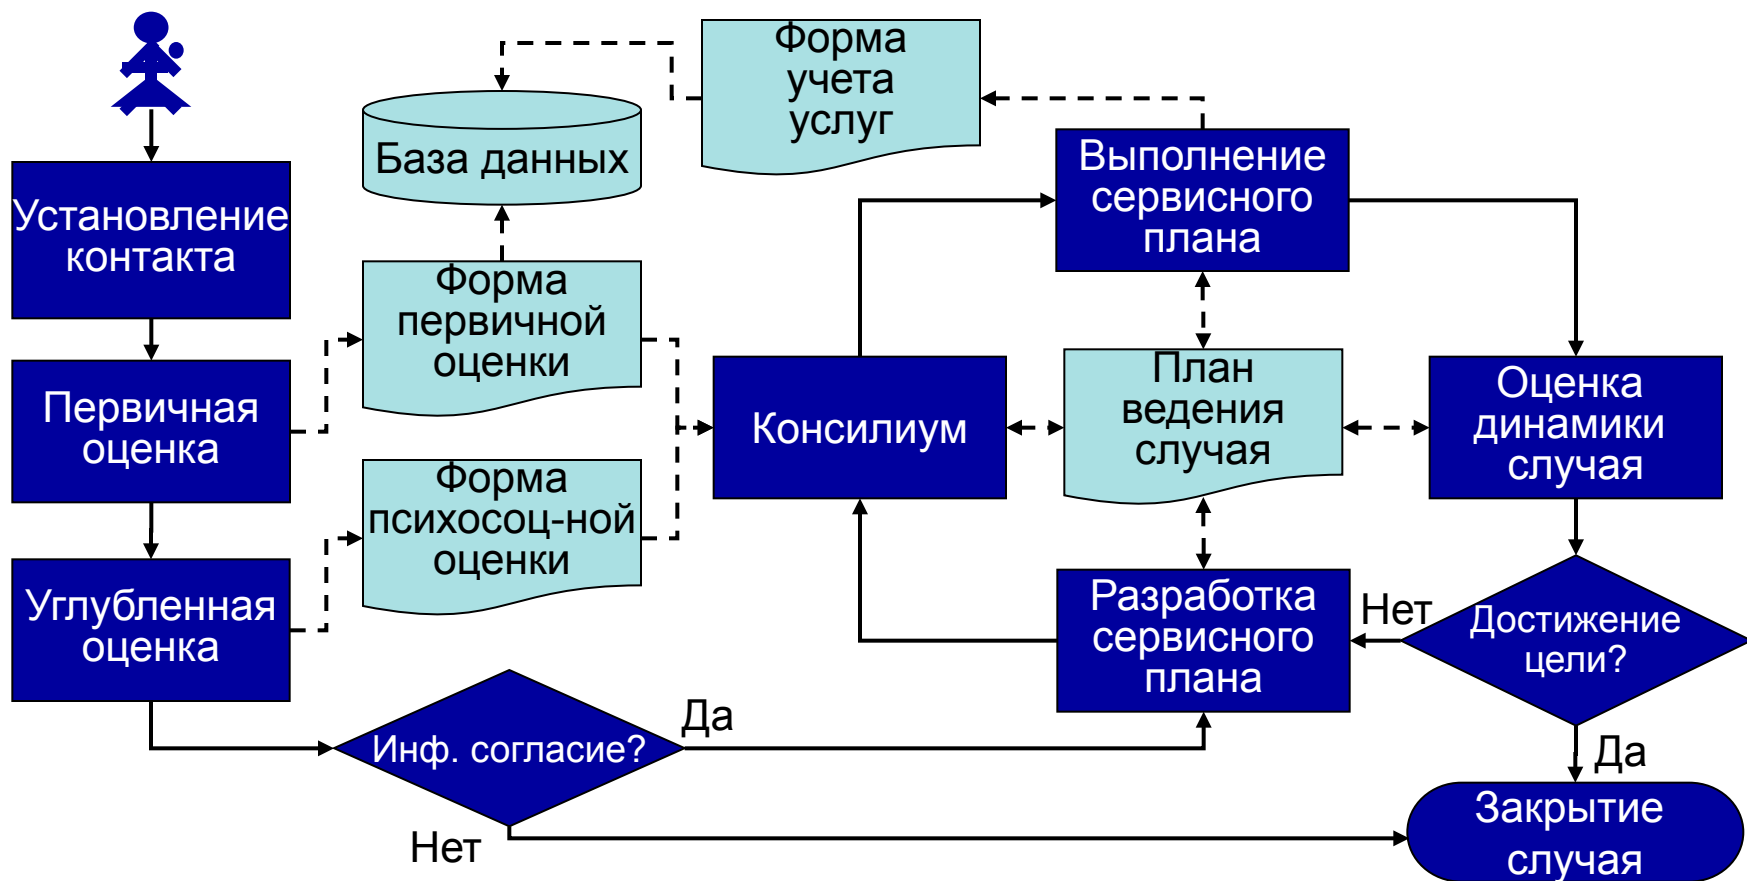 Форма
учета
услуг
База данных
Выполнение
сервисного
плана
Установление
контакта
Форма
первичной
оценки
План
ведения
случая
Первичная
оценка
Консилиум
Оценка
динамики
случая
Форма
психосоц-ной
оценки
Углубленная
оценка
Разработка
сервисного
плана
Нет
Достижение
цели?
Инф. согласие?
Да
Да
Нет
Закрытие
случая